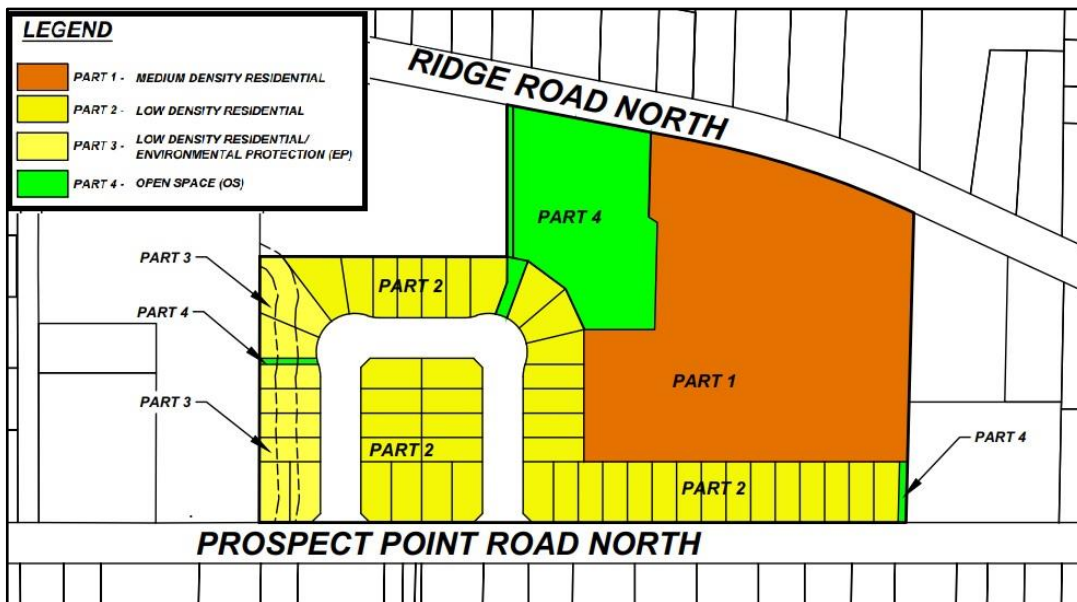 LEGEND
PART 1 - MEDIUM DENSITY RESIDENTIAL
PART 2 - LOW DENSITY RESIDENTIAL
PART 3 - LOW DENSITY RESIDENTIAL/
ENVIRONMENTAL PROTECTION (EP)
PART 4 - OPEN SPACE (OS)
RIDGE ROAD NORTH
PART 4
PART 3
PART 2
PART 4
PART 1
PART 3
PART 4
PART 2
PART 2
PROSPECT POINT ROAD NORTH